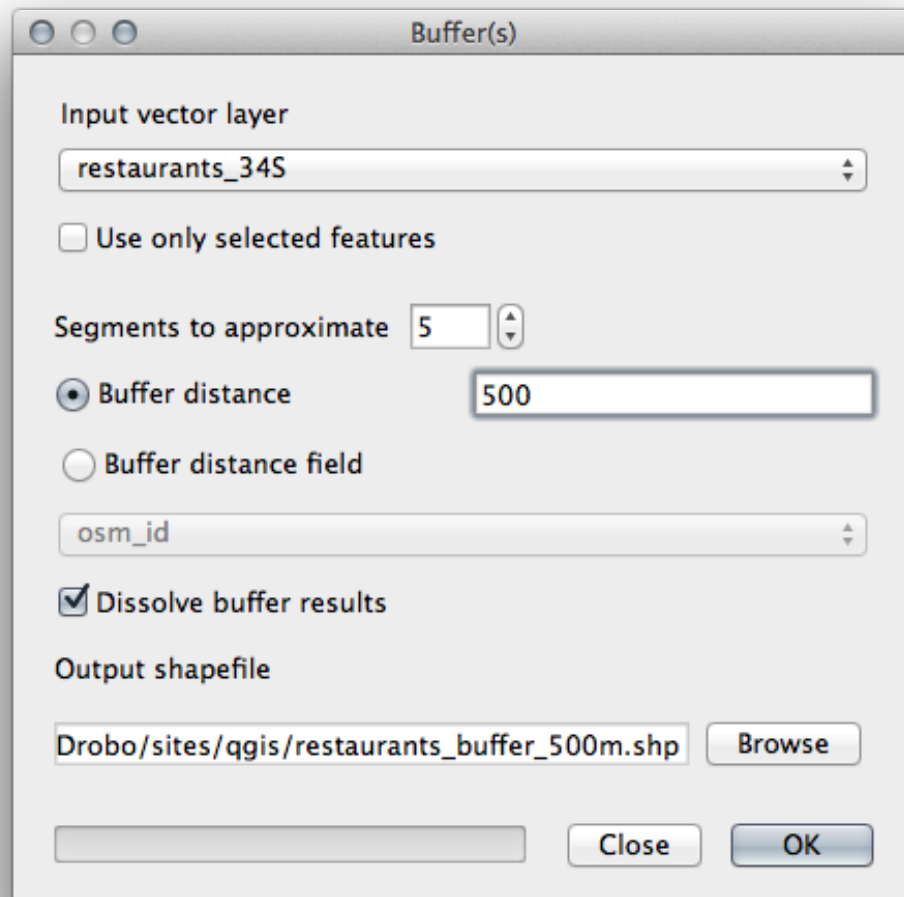 Buffer(s)
Input vector layer
restaurants_34S
Use only selected features
Segments to approximate 5
Buffer distance 500
Buffer distance field
osm_id
Dissolve buffer results
Output shapefile
Drobo/sites/qgis/restaurants_buffer_500m.shp Browse
Close OK